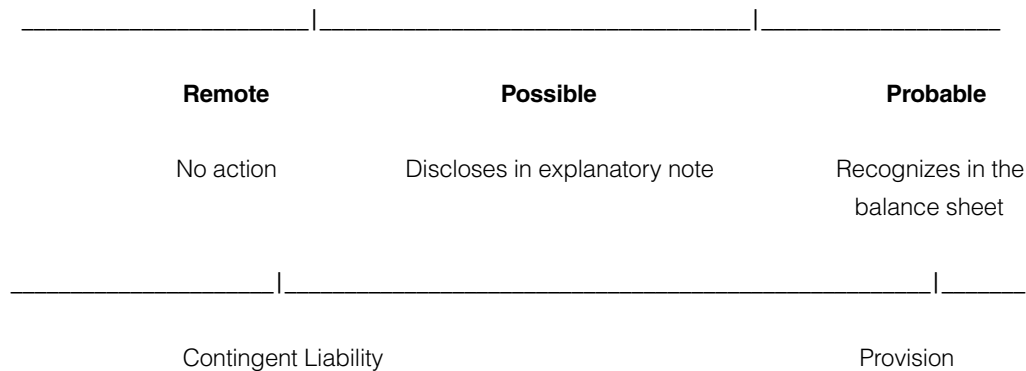 Remote Possible Probable
No action Discloses in explanatory note Recognizes in the
balance sheet
Contingent Liability Provision